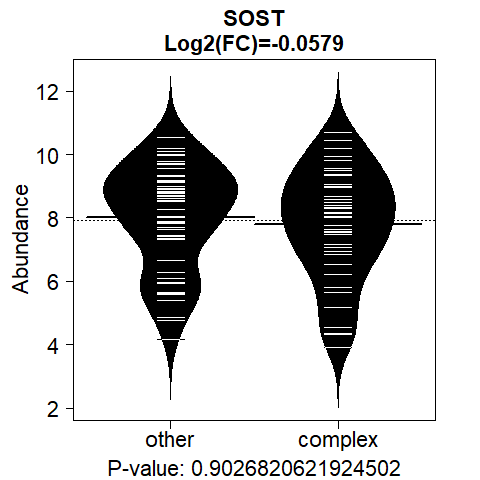 SOST
Log2(FC)=-0.0579
Abundance
12
10
8
6
4
2
other complex
P-value: 0.9026820621924502